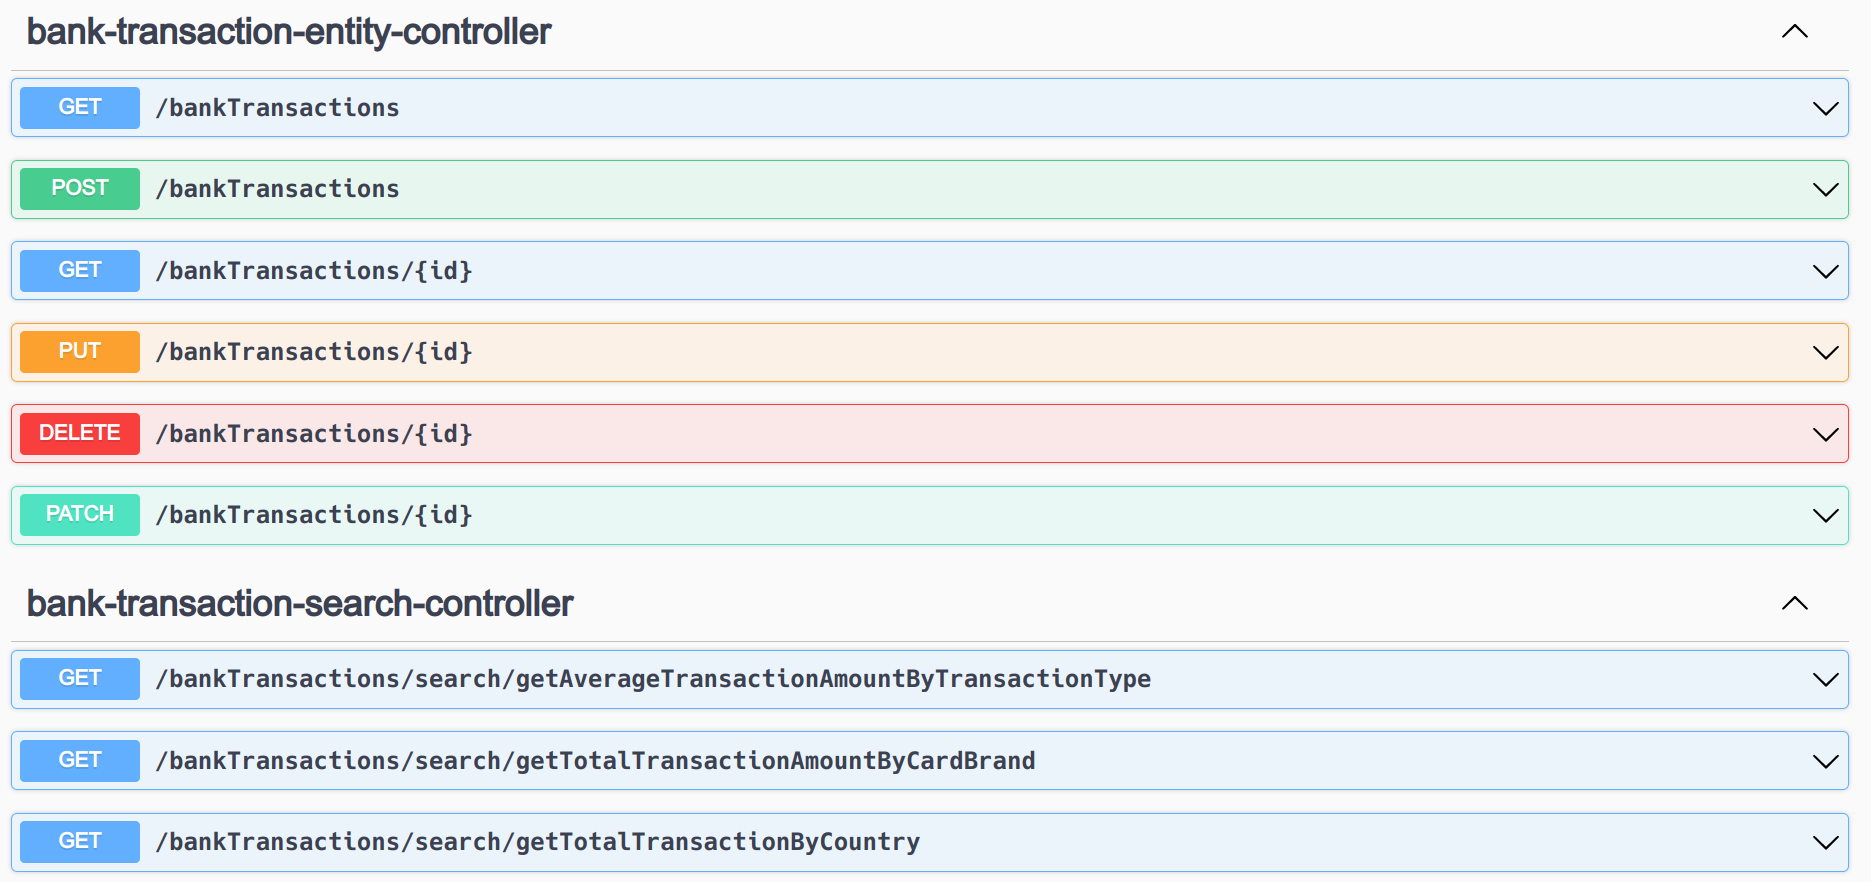 bank-transaction-entity-controller
GET /bankTransactions
POST /bankTransactions
GET /bankTransactions/{id}
PUT /bankTransactions/{id}
DELETE /bankTransactions/{id}
PATCH /bankTransactions/{id}
bank-transaction-search-controller
GET /bankTransactions/search/getAverageTransactionAmountByTransactionType
GET /bankTransactions/search/getTotalTransactionAmountByCardBrand
GET /bankTransactions/search/getTotalTransactionByCountry